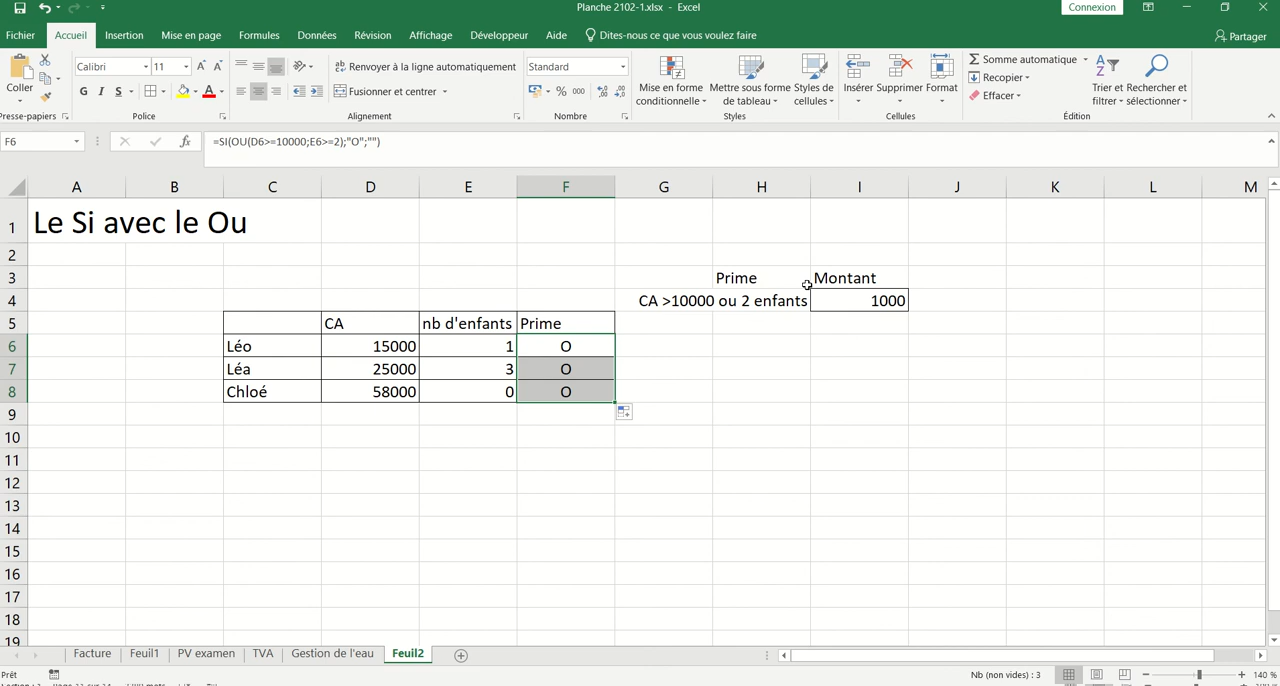 Planche 2102-1.xlsx - Excel
Connexion
Fichier Accueil Insertion Mise en page Formules Données Révision Affichage Développeur Aide Dites-nous ce que vous voulez faire Partager
Coller
Calibri 11 A A
Renvoyer à la ligne automatiquement
Standard
Mise en forme conditionnelle
Mettre sous forme de tableau
Styles de cellules
Insérer Supprimer Format
Σ Somme automatique
Recopier
Effacer
Trier et filtrer
Rechercher et sélectionner
G I S A
Fusionner et centrer
% 000
Presse-papiers Police Alignement Nombre Styles Cellules Édition
F6 fx =SI(OU(D6>=10000;E6>=2);"O";"")
A B C D E F G H I J K L M
1 Le Si avec le Ou
2
3 Prime Montant
4 CA >10000 ou 2 enfants 1000
5 CA nb d'enfants Prime
6 Léo 15000 1 O
7 Léa 25000 3 O
8 Chloé 58000 0 O
9
10
11
12
13
14
15
16
17
18
19
Facture Feuil1 PV examen TVA Gestion de l'eau Feuil2
Prêt Nb (non vides) : 3 140 %